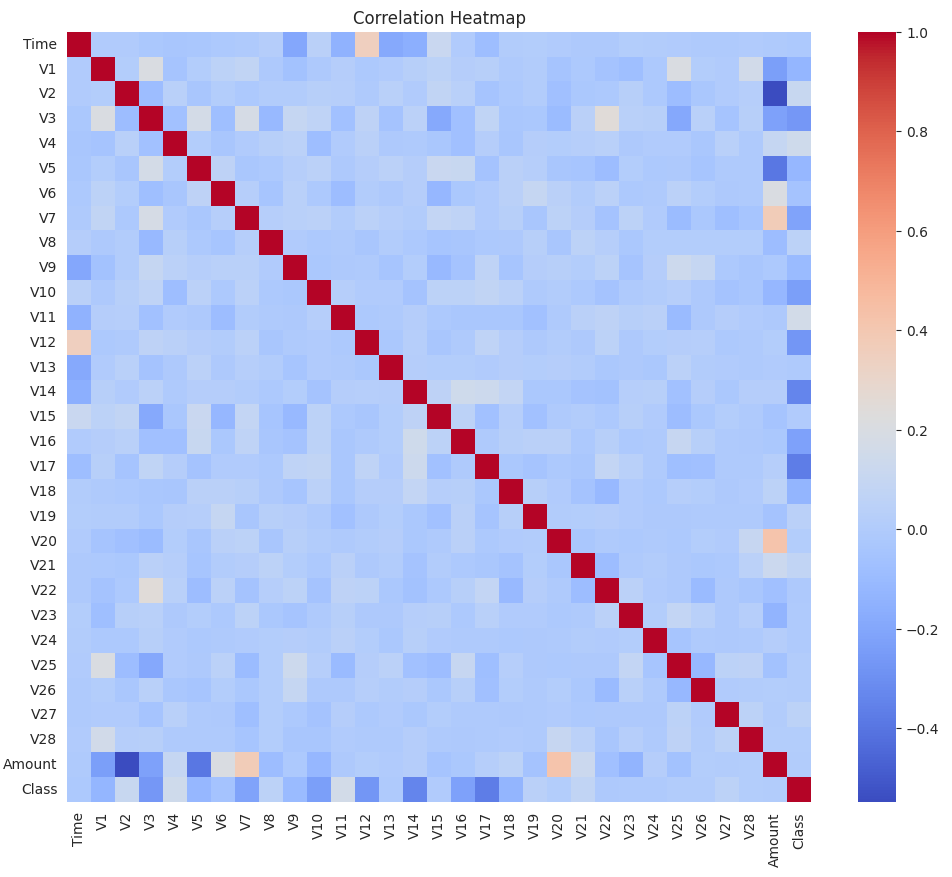 Correlation Heatmap
Time
V1
V2
V3
V4
V5
V6
V7
V8
V9
V10
V11
V12
V13
V14
V15
V16
V17
V18
V19
V20
V21
V22
V23
V24
V25
V26
V27
V28
Amount
Class
Time V1 V2 V3 V4 V5 V6 V7 V8 V9 V10 V11 V12 V13 V14 V15 V16 V17 V18 V19 V20 V21 V22 V23 V24 V25 V26 V27 V28 Amount Class
1.0
0.8
0.6
0.4
0.2
0.0
−0.2
−0.4